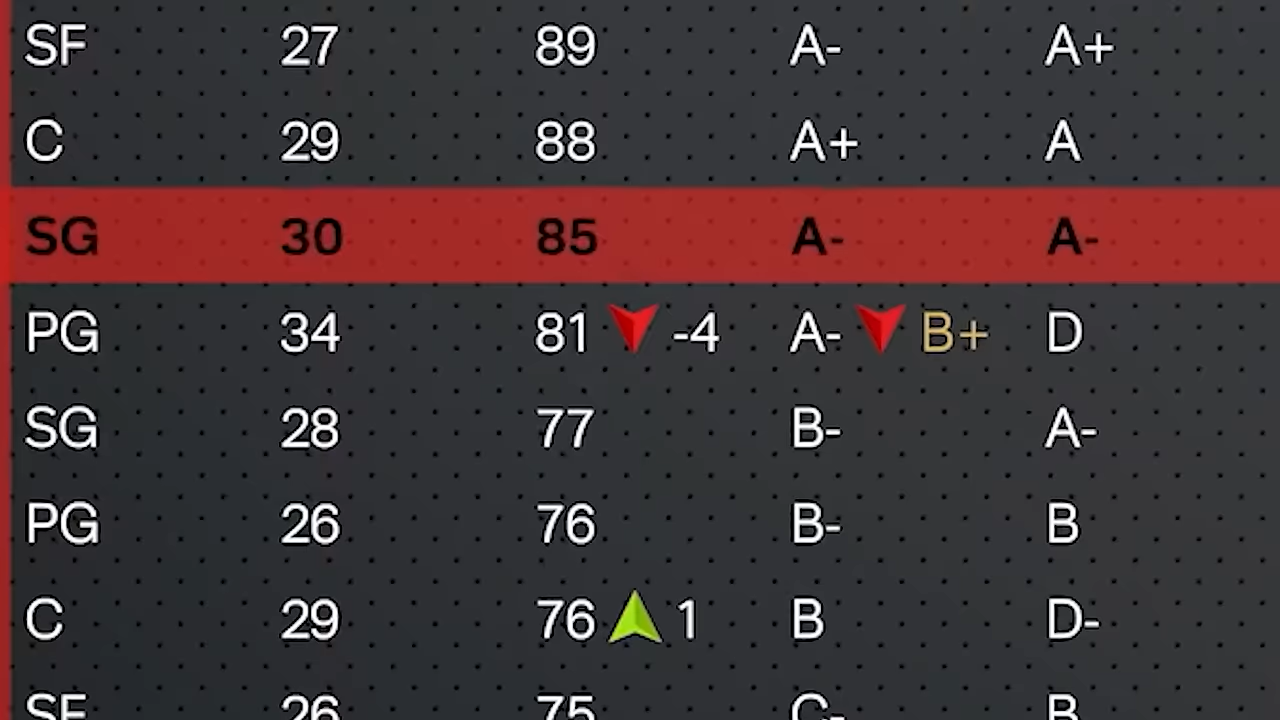 SF 27 89 A- A+
C 29 88 A+ A
SG 30 85 A- A-
PG 34 81 -4 A- B+ D
SG 28 77 B- A-
PG 26 76 B- B
C 29 76 1 B D-
SF 26 75 C- B